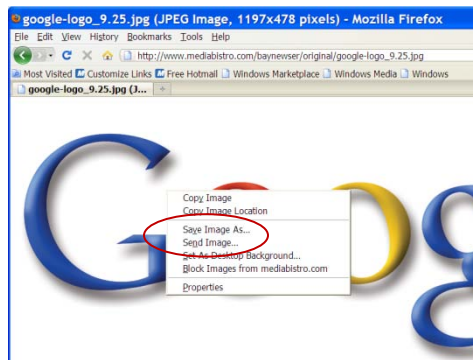 google-logo_9.25.jpg (JPEG Image, 1197x478 pixels) - Mozilla Firefox
File Edit View History Bookmarks Tools Help
http://www.mediabistro.com/baynewser/original/google-logo_9.25.jpg
Most Visited Customize Links Free Hotmail Windows Marketplace Windows Media Windows
google-logo_9.25.jpg (J...
Goog
Copy Image
Copy Image Location
Save Image As...
Send Image...
Set As Desktop Background...
Block Images from mediabistro.com
Properties